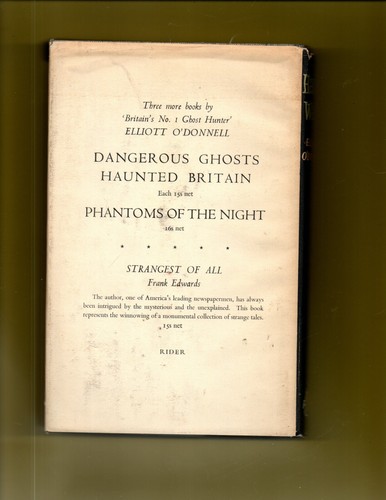 Three more books by
'Britain's No. 1 Ghost Hunter'
ELLIOTT O'DONNELL
DANGEROUS GHOSTS
HAUNTED BRITAIN
Each 15s net
PHANTOMS OF THE NIGHT
16s net
* * * * *
STRANGEST OF ALL
Frank Edwards
The author, one of America's leading newspapermen, has always
been intrigued by the mysterious and the unexplained. This book
represents the winnowing of a monumental collection of strange tales.
15s net
RIDER